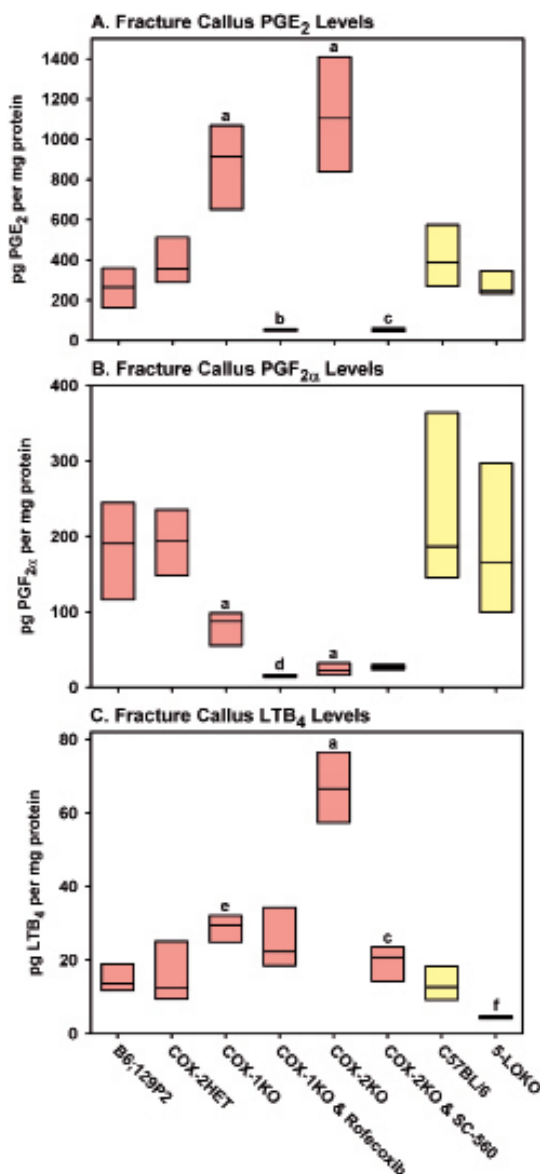 A. Fracture Callus PGE₂ Levels
pg PGE₂ per mg protein
1400
1200
1000
800
600
400
200
0
a
a
b
c
B. Fracture Callus PGF₂α Levels
pg PGF₂α per mg protein
400
300
200
100
0
a
d
a
C. Fracture Callus LTB₄ Levels
pg LTB₄ per mg protein
80
60
40
20
0
a
e
c
f
B6;129P2
COX-2HET
COX-1KO
COX-1KO & Rofecoxib
COX-2KO
COX-2KO & SC-560
C57BL/6
5-LOKO